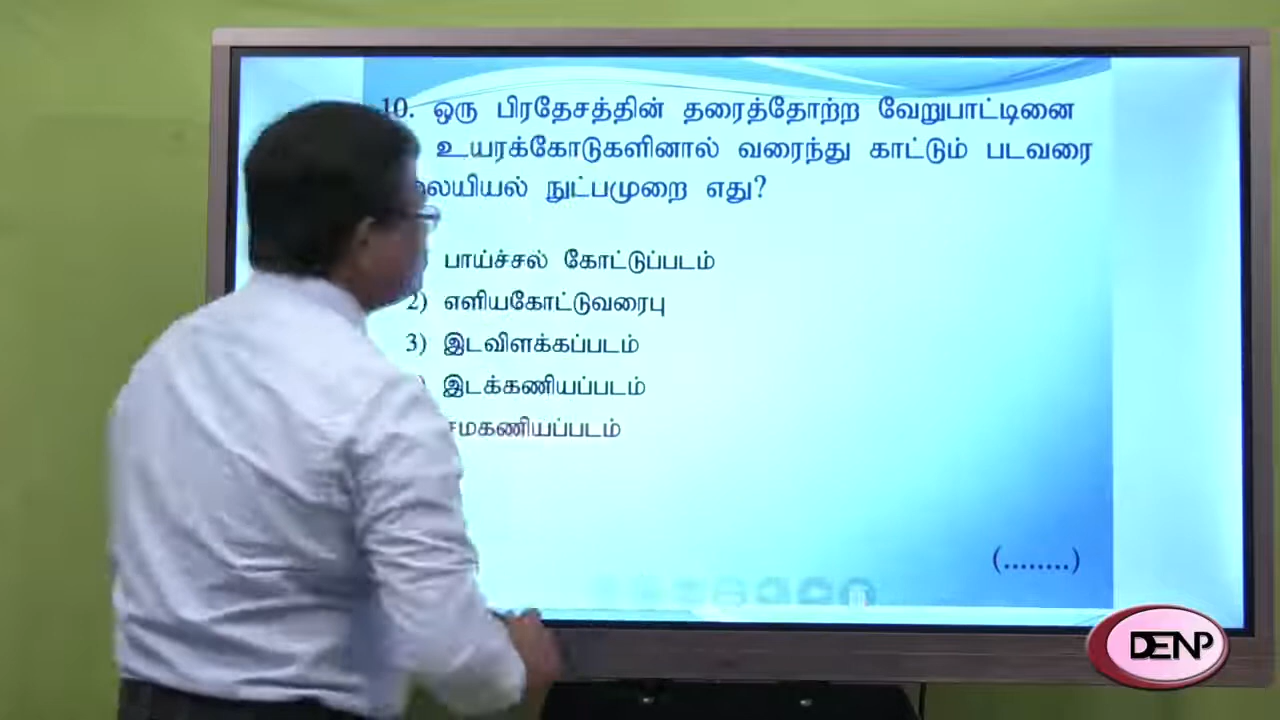 10. ஒரு பிரதேசத்தின் தரைத்தோற்ற வேறுபாட்டினை
உயரக்கோடுகளினால் வரைந்து காட்டும் படவரை
நுட்பமுறை எது?
பாய்ச்சல் கோட்டுப்படம்
2) எளியகோட்டுவரைபு
3) இடவிளக்கப்படம்
இடக்கணியப்படம்
சமகணியப்படம்
(........)
DENP